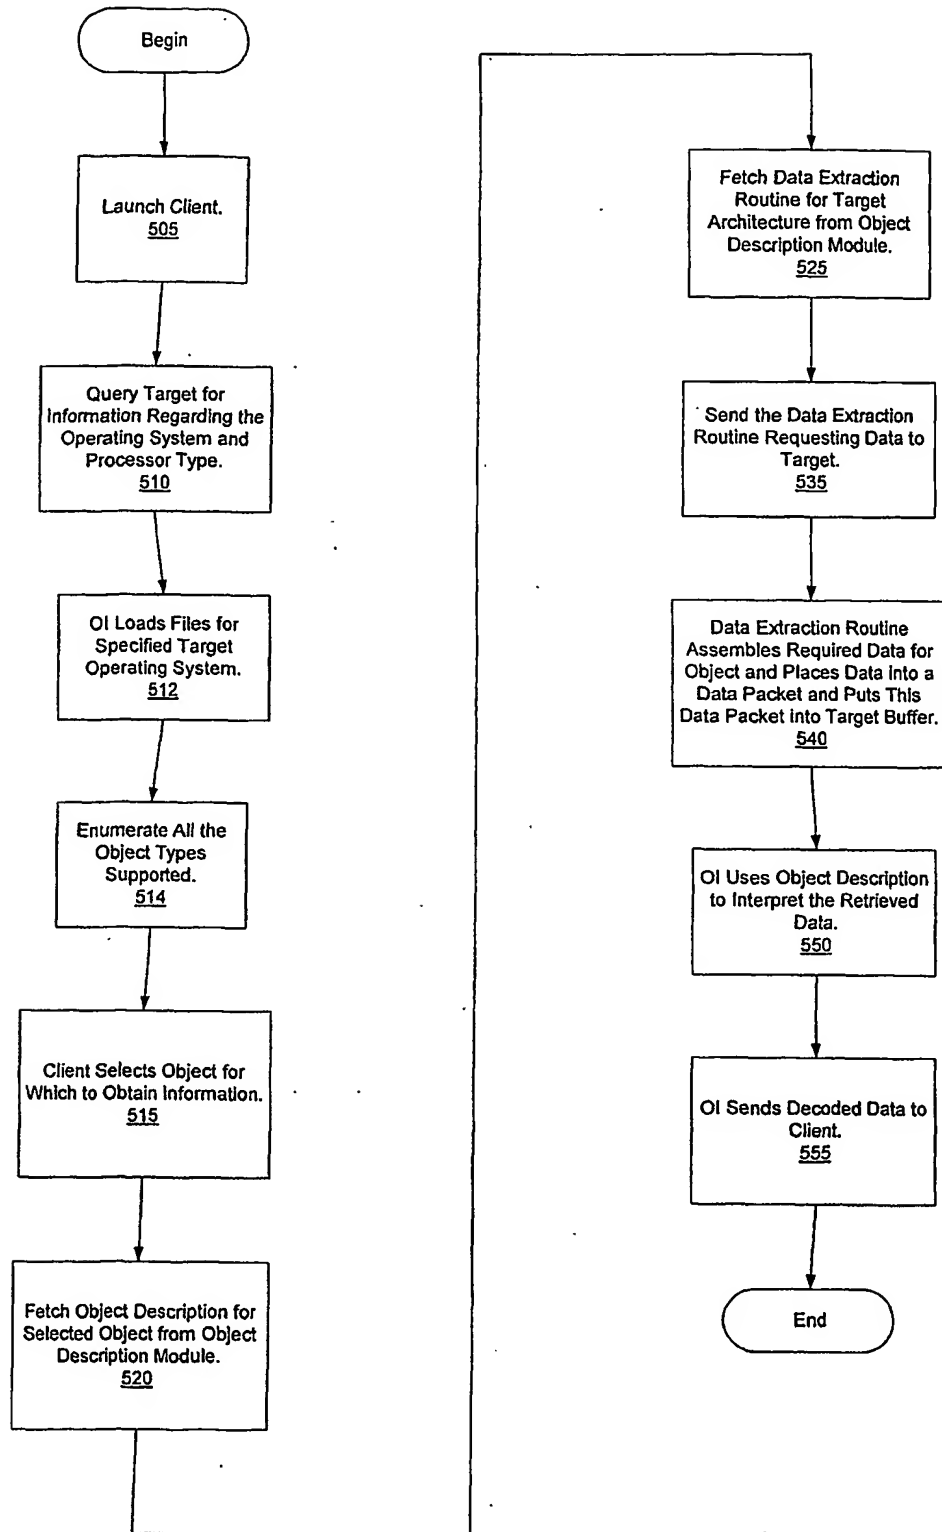 Begin
Launch Client.
505
Query Target for
Information Regarding the
Operating System and
Processor Type.
510
OI Loads Files for
Specified Target
Operating System.
512
Enumerate All the
Object Types
Supported.
514
Client Selects Object for
Which to Obtain Information.
515
Fetch Object Description for
Selected Object from Object
Description Module.
520
Fetch Data Extraction
Routine for Target
Architecture from Object
Description Module.
525
Send the Data Extraction
Routine Requesting Data to
Target.
535
Data Extraction Routine
Assembles Required Data for
Object and Places Data into a
Data Packet and Puts This
Data Packet into Target Buffer.
540
OI Uses Object Description
to Interpret the Retrieved
Data.
550
OI Sends Decoded Data to
Client.
555
End